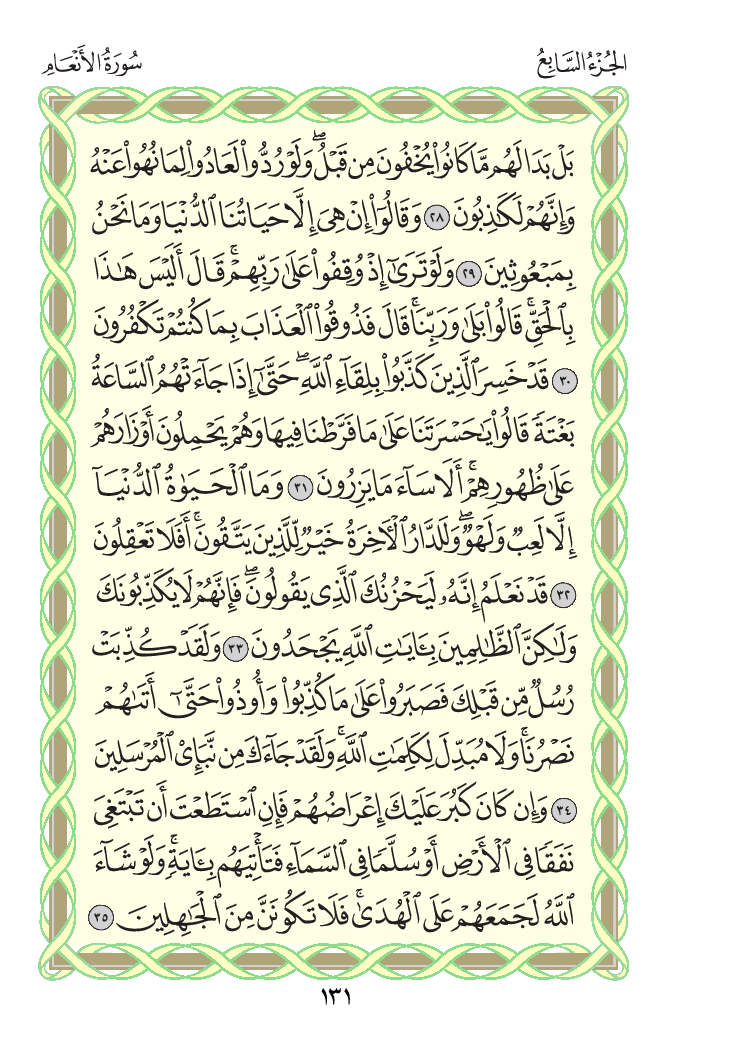 الجُزْءُ السَّابِعُ
سُورَةُ الأَنْعَامِ
بَلۡ بَدَا لَهُم مَّا كَانُواْ يُخۡفُونَ مِن قَبۡلُۖ وَلَوۡ رُدُّواْ لَعَادُواْ لِمَا نُهُواْ عَنۡهُ
وَإِنَّهُمۡ لَكَٰذِبُونَ ٢٨ وَقَالُوٓاْ إِنۡ هِيَ إِلَّا حَيَاتُنَا ٱلدُّنۡيَا وَمَا نَحۡنُ
بِمَبۡعُوثِينَ ٢٩ وَلَوۡ تَرَىٰٓ إِذۡ وُقِفُواْ عَلَىٰ رَبِّهِمۡۚ قَالَ أَلَيۡسَ هَٰذَا
بِٱلۡحَقِّۚ قَالُواْ بَلَىٰ وَرَبِّنَاۚ قَالَ فَذُوقُواْ ٱلۡعَذَابَ بِمَا كُنتُمۡ تَكۡفُرُونَ
٣٠ قَدۡ خَسِرَ ٱلَّذِينَ كَذَّبُواْ بِلِقَآءِ ٱللَّهِۖ حَتَّىٰٓ إِذَا جَآءَتۡهُمُ ٱلسَّاعَةُ
بَغۡتَةٗ قَالُواْ يَٰحَسۡرَتَنَا عَلَىٰ مَا فَرَّطۡنَا فِيهَا وَهُمۡ يَحۡمِلُونَ أَوۡزَارَهُمۡ
عَلَىٰ ظُهُورِهِمۡۚ أَلَا سَآءَ مَا يَزِرُونَ ٣١ وَمَا ٱلۡحَيَوٰةُ ٱلدُّنۡيَآ
إِلَّا لَعِبٞ وَلَهۡوٞۖ وَلَلدَّارُ ٱلۡأٓخِرَةُ خَيۡرٞ لِّلَّذِينَ يَتَّقُونَۚ أَفَلَا تَعۡقِلُونَ
٣٢ قَدۡ نَعۡلَمُ إِنَّهُۥ لَيَحۡزُنُكَ ٱلَّذِي يَقُولُونَۖ فَإِنَّهُمۡ لَا يُكَذِّبُونَكَ
وَلَٰكِنَّ ٱلظَّٰلِمِينَ بِـَٔايَٰتِ ٱللَّهِ يَجۡحَدُونَ ٣٣ وَلَقَدۡ كُذِّبَتۡ
رُسُلٞ مِّن قَبۡلِكَ فَصَبَرُواْ عَلَىٰ مَا كُذِّبُواْ وَأُوذُواْ حَتَّىٰٓ أَتَىٰهُمۡ
نَصۡرُنَاۚ وَلَا مُبَدِّلَ لِكَلِمَٰتِ ٱللَّهِۚ وَلَقَدۡ جَآءَكَ مِن نَّبَإِيْ ٱلۡمُرۡسَلِينَ
٣٤ وَإِن كَانَ كَبُرَ عَلَيۡكَ إِعۡرَاضُهُمۡ فَإِنِ ٱسۡتَطَعۡتَ أَن تَبۡتَغِيَ
نَفَقٗا فِي ٱلۡأَرۡضِ أَوۡ سُلَّمٗا فِي ٱلسَّمَآءِ فَتَأۡتِيَهُم بِـَٔايَةٖۚ وَلَوۡ شَآءَ
ٱللَّهُ لَجَمَعَهُمۡ عَلَى ٱلۡهُدَىٰۚ فَلَا تَكُونَنَّ مِنَ ٱلۡجَٰهِلِينَ ٣٥
١٣١